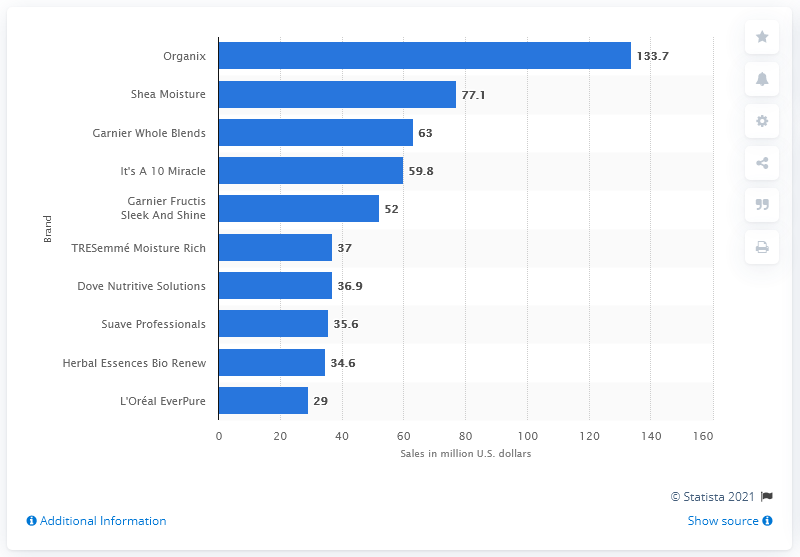 Organix 133.7
Shea Moisture 77.1
Garnier Whole Blends 63
It's A 10 Miracle 59.8
Garnier Fructis
Sleek And Shine 52
TRESemmé Moisture Rich 37
Dove Nutritive Solutions 36.9
Suave Professionals 35.6
Herbal Essences Bio Renew 34.6
L'Oréal EverPure 29
Brand
0 20 40 60 80 100 120 140 160
Sales in million U.S. dollars
© Statista 2021
Additional Information Show source